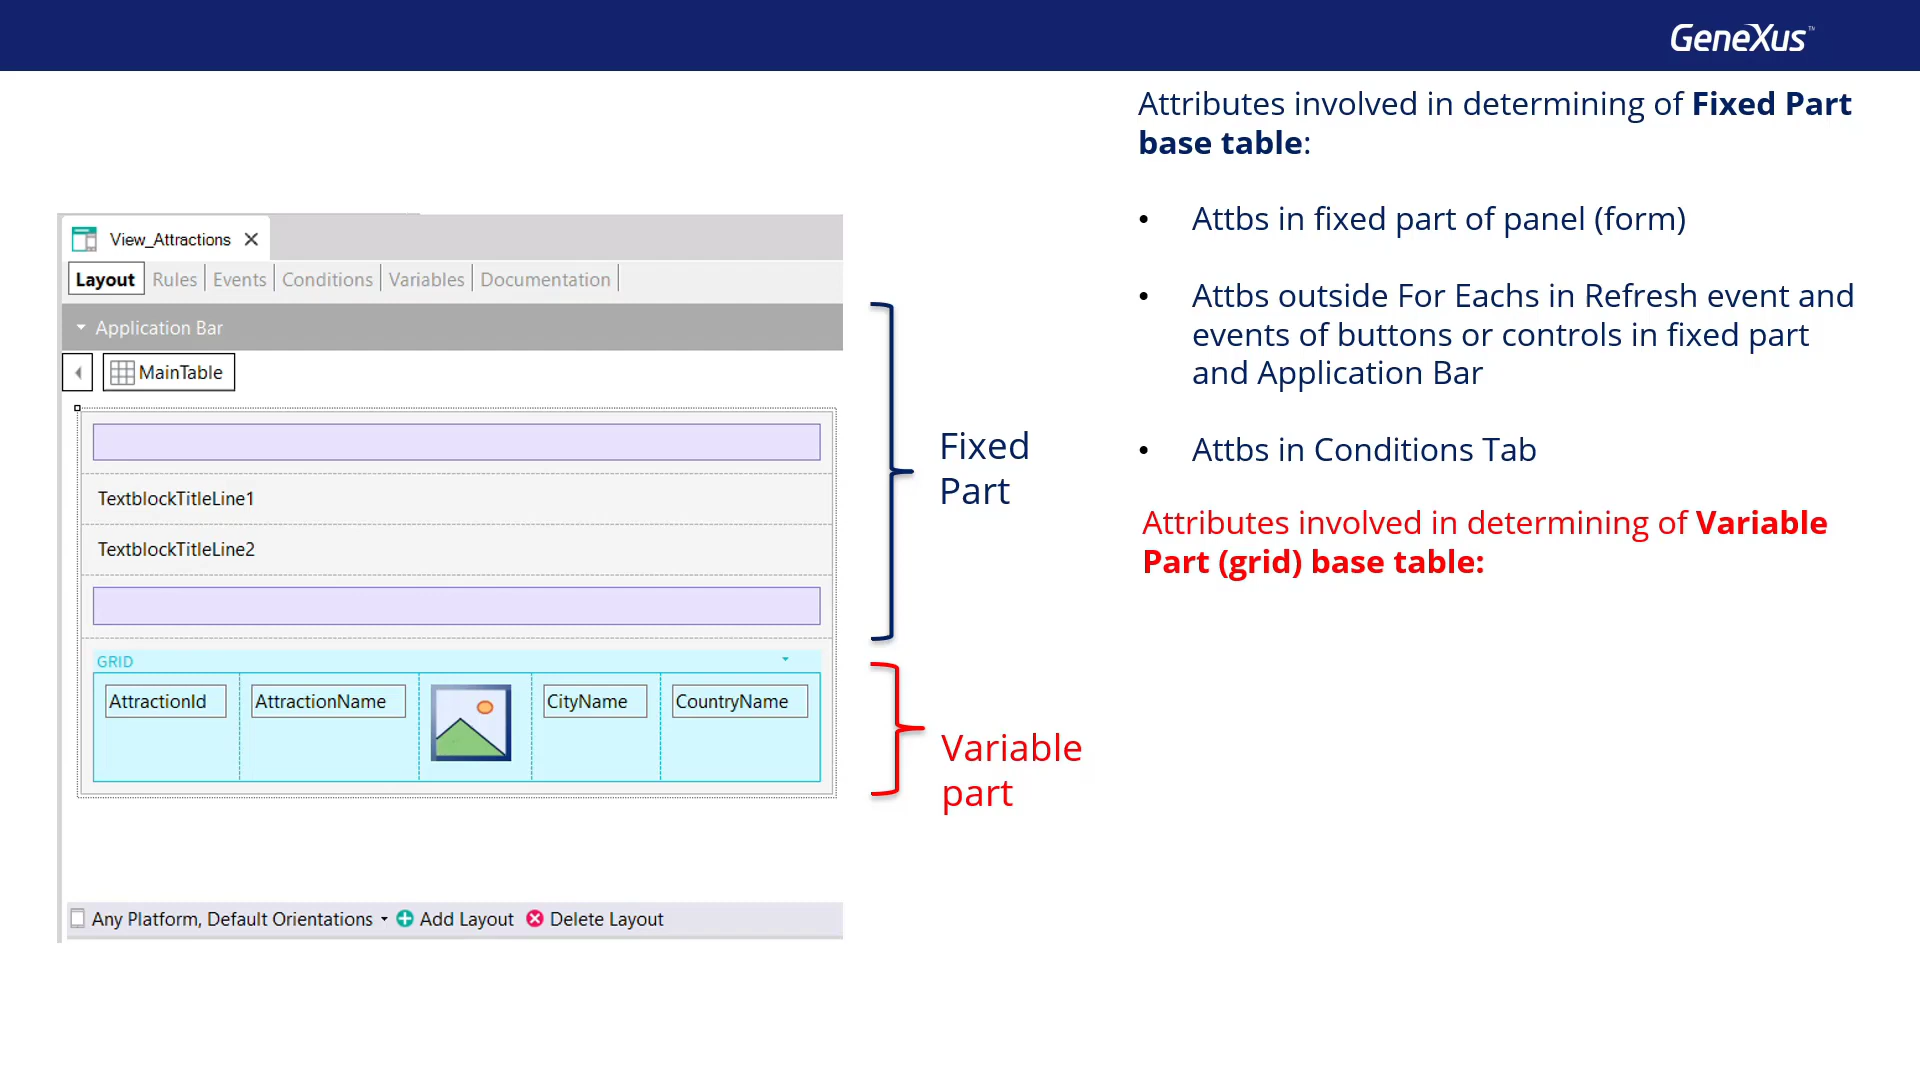 GeneXus™
Attributes involved in determining of Fixed Part
base table:
• Attbs in fixed part of panel (form)
• Attbs outside For Eachs in Refresh event and
events of buttons or controls in fixed part
and Application Bar
• Attbs in Conditions Tab
Attributes involved in determining of Variable
Part (grid) base table:
View_Attractions
Layout Rules Events Conditions Variables Documentation
Application Bar
MainTable
TextblockTitleLine1
TextblockTitleLine2
GRID
AttractionId AttractionName CityName CountryName
Any Platform, Default Orientations Add Layout Delete Layout
Fixed
Part
Variable
part